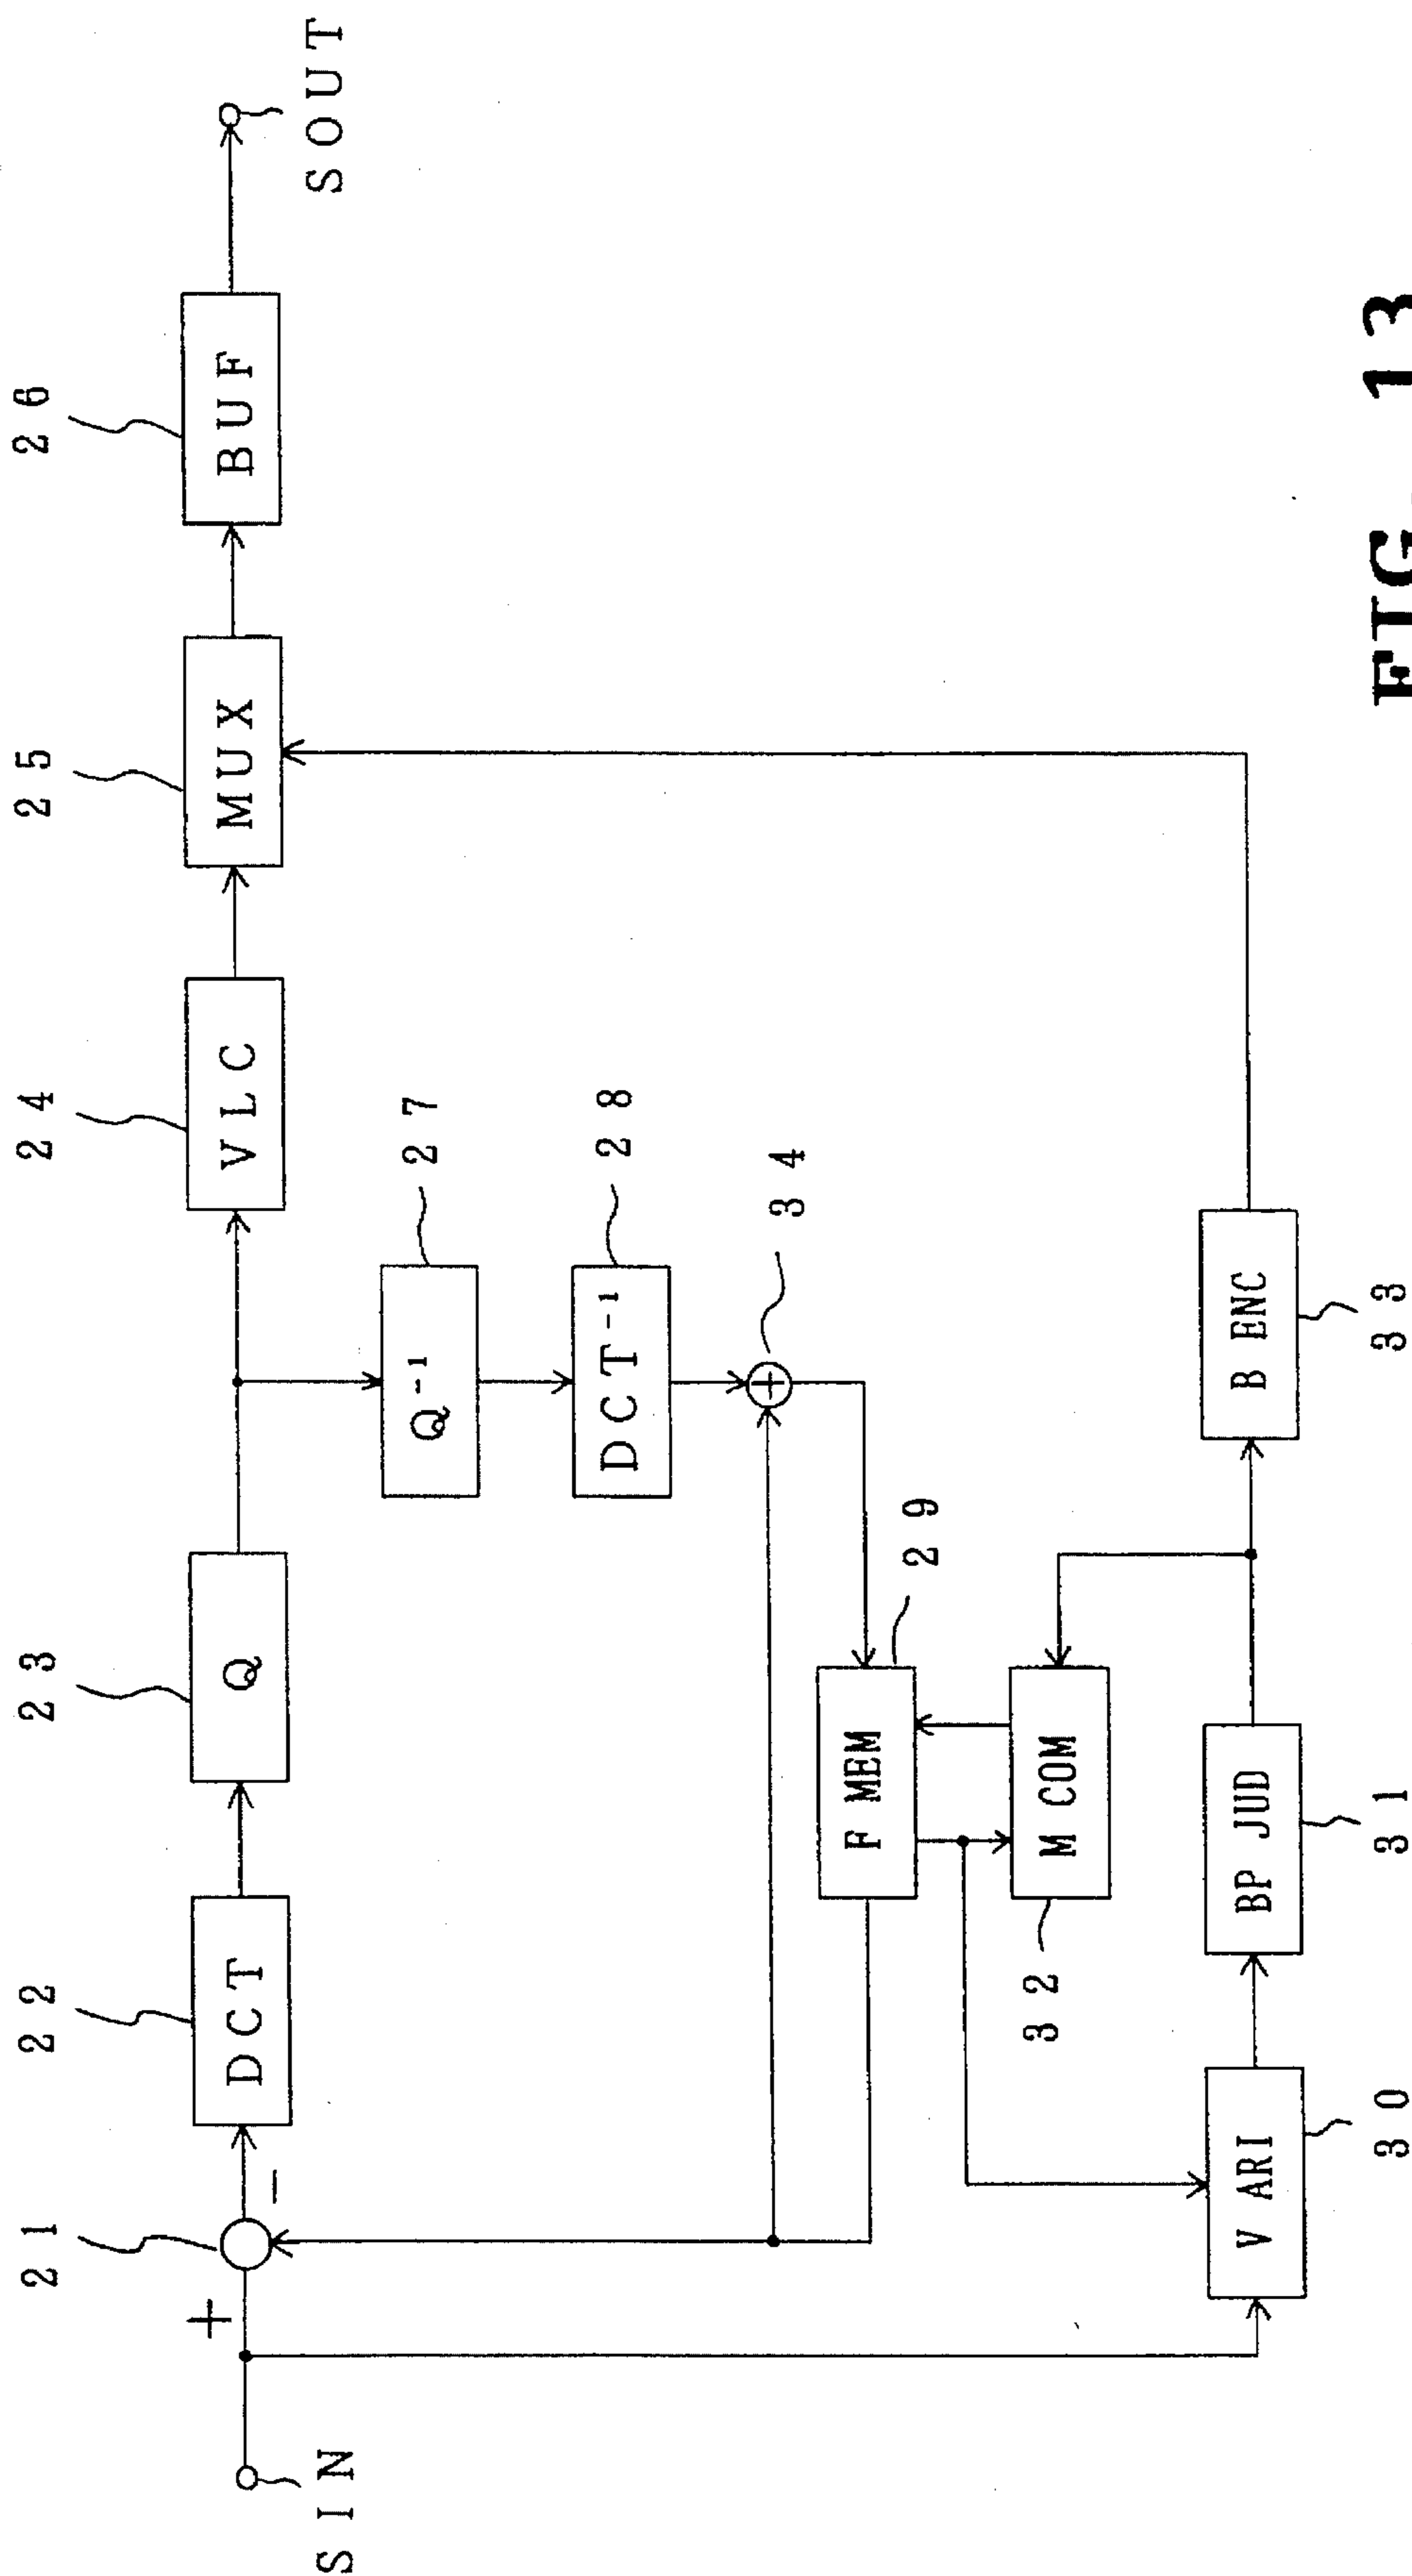 26
25
24
23
22
21
BUF
MUX
VLC
Q
DCT
+
−
SOUT
SIN
27
Q⁻¹
28
DCT⁻¹
34
+
29
F MEM
M COM
32
B ENC
33
BP JUD
31
V ARI
30
FIG. 13